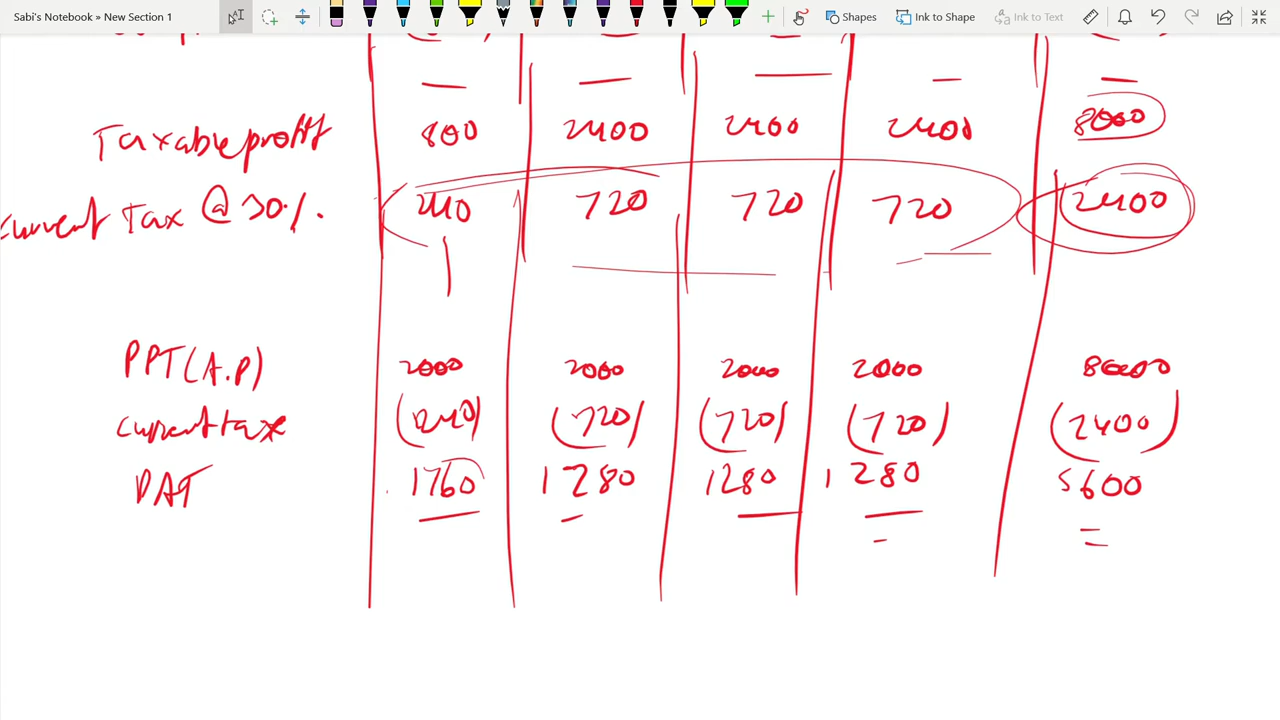 Sabi's Notebook » New Section 1 Shapes Ink to Shape Ink to Text
Taxable profit 800 2400 2400 2400 8000
Current Tax @ 30%. 240 720 720 720 2400
PPT (A.P) 2000 2000 2000 2000 8000
Current tax (240) (720) (720) (720) (2400)
PAT 1760 1280 1280 1280 5600